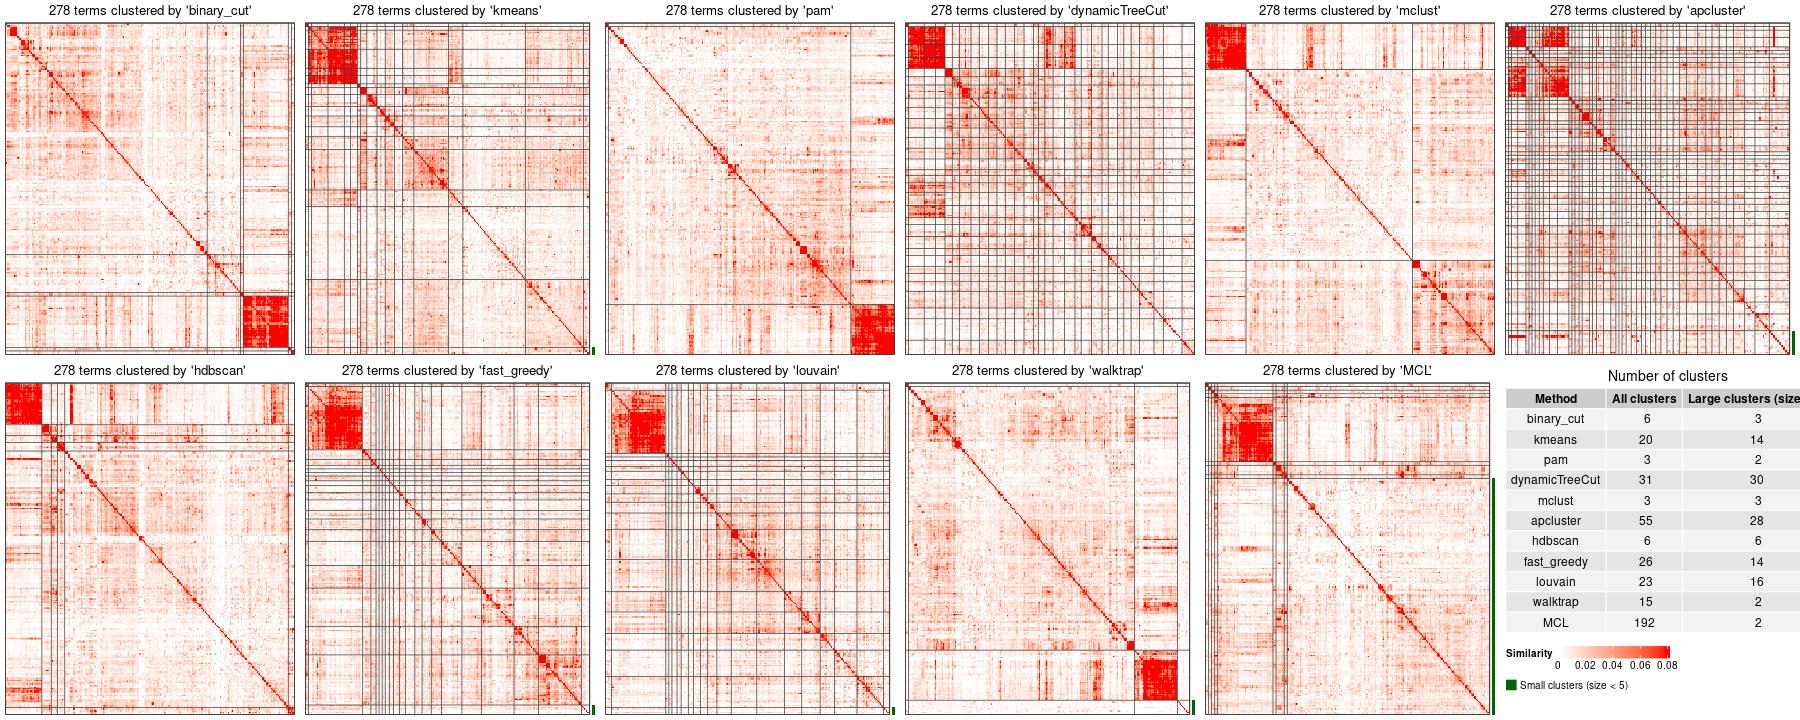 278 terms clustered by 'binary_cut'
278 terms clustered by 'kmeans'
278 terms clustered by 'pam'
278 terms clustered by 'dynamicTreeCut'
278 terms clustered by 'mclust'
278 terms clustered by 'apcluster'
278 terms clustered by 'hdbscan'
278 terms clustered by 'fast_greedy'
278 terms clustered by 'louvain'
278 terms clustered by 'walktrap'
278 terms clustered by 'MCL'
Number of clusters
Method All clusters Large clusters (size
binary_cut 6 3
kmeans 20 14
pam 3 2
dynamicTreeCut 31 30
mclust 3 3
apcluster 55 28
hdbscan 6 6
fast_greedy 26 14
louvain 23 16
walktrap 15 2
MCL 192 2
Similarity
0 0.02 0.04 0.06 0.08
Small clusters (size < 5)